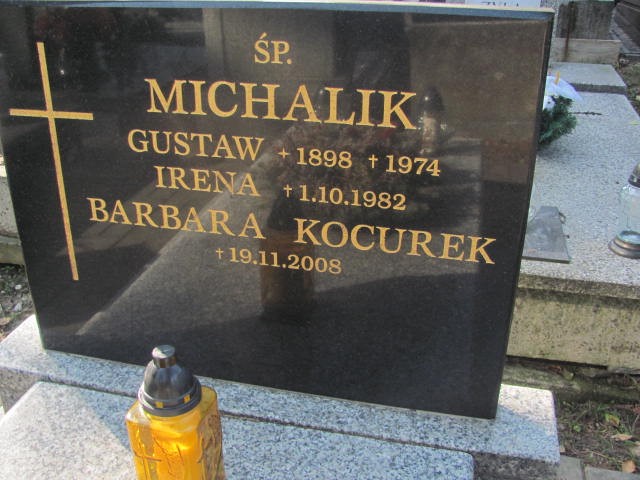 ŚP.
MICHALIK
GUSTAW + 1898 † 1974
IRENA † 1.10.1982
BARBARA KOCUREK
† 19.11.2008